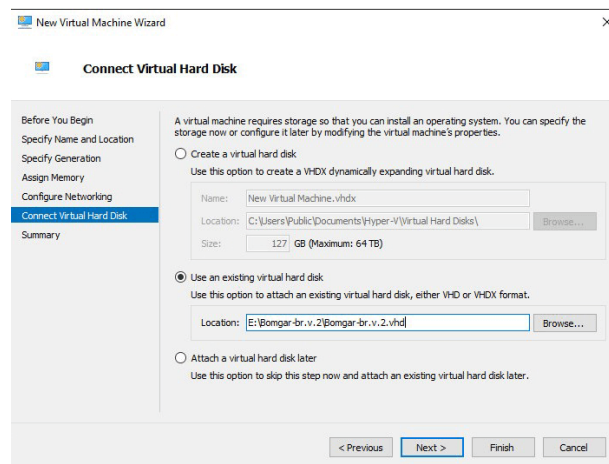 New Virtual Machine Wizard
Connect Virtual Hard Disk
Before You Begin
Specify Name and Location
Specify Generation
Assign Memory
Configure Networking
Connect Virtual Hard Disk
Summary
A virtual machine requires storage so that you can install an operating system. You can specify the
storage now or configure it later by modifying the virtual machine's properties.
Create a virtual hard disk
Use this option to create a VHDX dynamically expanding virtual hard disk.
Name: New Virtual Machine.vhdx
Location: C:\Users\Public\Documents\Hyper-V\Virtual Hard Disks\ Browse...
Size: 127 GB (Maximum: 64 TB)
Use an existing virtual hard disk
Use this option to attach an existing virtual hard disk, either VHD or VHDX format.
Location: E:\Bomgar-br.v.2\Bomgar-br.v.2.vhd Browse...
Attach a virtual hard disk later
Use this option to skip this step now and attach an existing virtual hard disk later.
< Previous Next > Finish Cancel